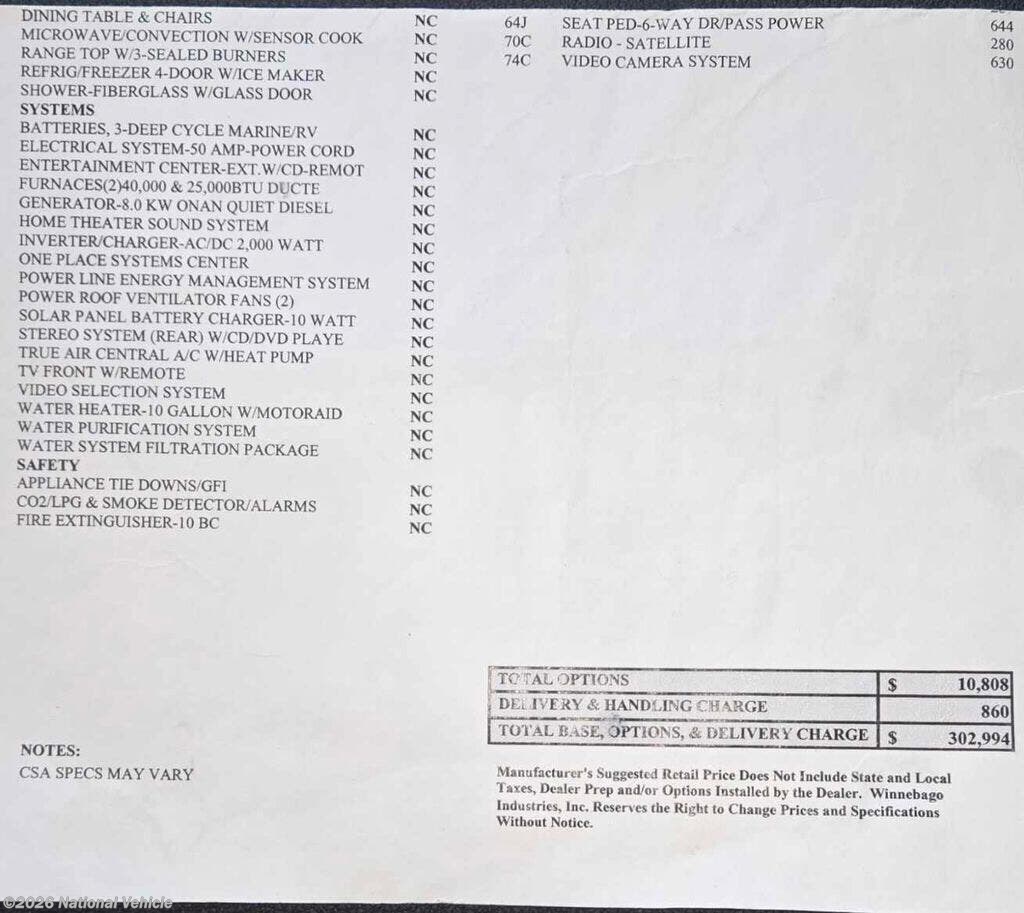 DINING TABLE & CHAIRS NC
MICROWAVE/CONVECTION W/SENSOR COOK NC
RANGE TOP W/3-SEALED BURNERS NC
REFRIG/FREEZER 4-DOOR W/ICE MAKER NC
SHOWER-FIBERGLASS W/GLASS DOOR NC
SYSTEMS
BATTERIES, 3-DEEP CYCLE MARINE/RV NC
ELECTRICAL SYSTEM-50 AMP-POWER CORD NC
ENTERTAINMENT CENTER-EXT.W/CD-REMOT NC
FURNACES(2)40,000 & 25,000BTU DUCTE NC
GENERATOR-8.0 KW ONAN QUIET DIESEL NC
HOME THEATER SOUND SYSTEM NC
INVERTER/CHARGER-AC/DC 2,000 WATT NC
ONE PLACE SYSTEMS CENTER NC
POWER LINE ENERGY MANAGEMENT SYSTEM NC
POWER ROOF VENTILATOR FANS (2) NC
SOLAR PANEL BATTERY CHARGER-10 WATT NC
STEREO SYSTEM (REAR) W/CD/DVD PLAYE NC
TRUE AIR CENTRAL A/C W/HEAT PUMP NC
TV FRONT W/REMOTE NC
VIDEO SELECTION SYSTEM NC
WATER HEATER-10 GALLON W/MOTORAID NC
WATER PURIFICATION SYSTEM NC
WATER SYSTEM FILTRATION PACKAGE NC
SAFETY
APPLIANCE TIE DOWNS/GFI NC
CO2/LPG & SMOKE DETECTOR/ALARMS NC
FIRE EXTINGUISHER-10 BC NC
64J SEAT PED-6-WAY DR/PASS POWER 644
70C RADIO - SATELLITE 280
74C VIDEO CAMERA SYSTEM 630
TOTAL OPTIONS $ 10,808
DELIVERY & HANDLING CHARGE 860
TOTAL BASE, OPTIONS, & DELIVERY CHARGE $ 302,994
NOTES:
CSA SPECS MAY VARY
Manufacturer's Suggested Retail Price Does Not Include State and Local
Taxes, Dealer Prep and/or Options Installed by the Dealer. Winnebago
Industries, Inc. Reserves the Right to Change Prices and Specifications
Without Notice.
©2026 National Vehicle